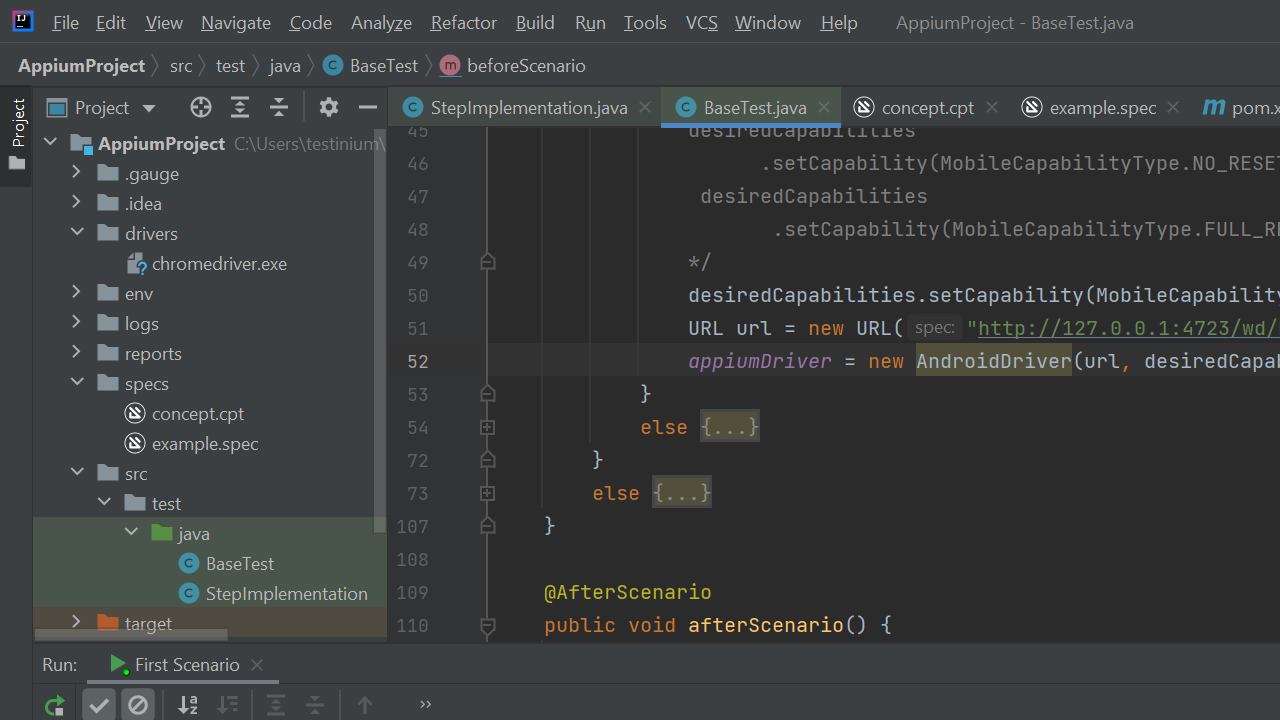 File Edit View Navigate Code Analyze Refactor Build Run Tools VCS Window Help AppiumProject - BaseTest.java
AppiumProject src test java BaseTest m beforeScenario
Project
Project
C StepImplementation.java C BaseTest.java concept.cpt example.spec m pom.x
AppiumProject C:\Users\testinium\
.gauge
.idea
drivers
chromedriver.exe
env
logs
reports
specs
concept.cpt
example.spec
src
test
java
BaseTest
StepImplementation
target
45 desiredCapabilities
46 .setCapability(MobileCapabilityType.NO_RESE
47 desiredCapabilities
48 .setCapability(MobileCapabilityType.FULL_RE
49 */
50 desiredCapabilities.setCapability(MobileCapability
51 URL url = new URL( spec: "http://127.0.0.1:4723/wd/
52 appiumDriver = new AndroidDriver(url, desiredCapab
53 }
54 else {...}
72 }
73 else {...}
107 }
108
109 @AfterScenario
110 public void afterScenario() {
Run: First Scenario